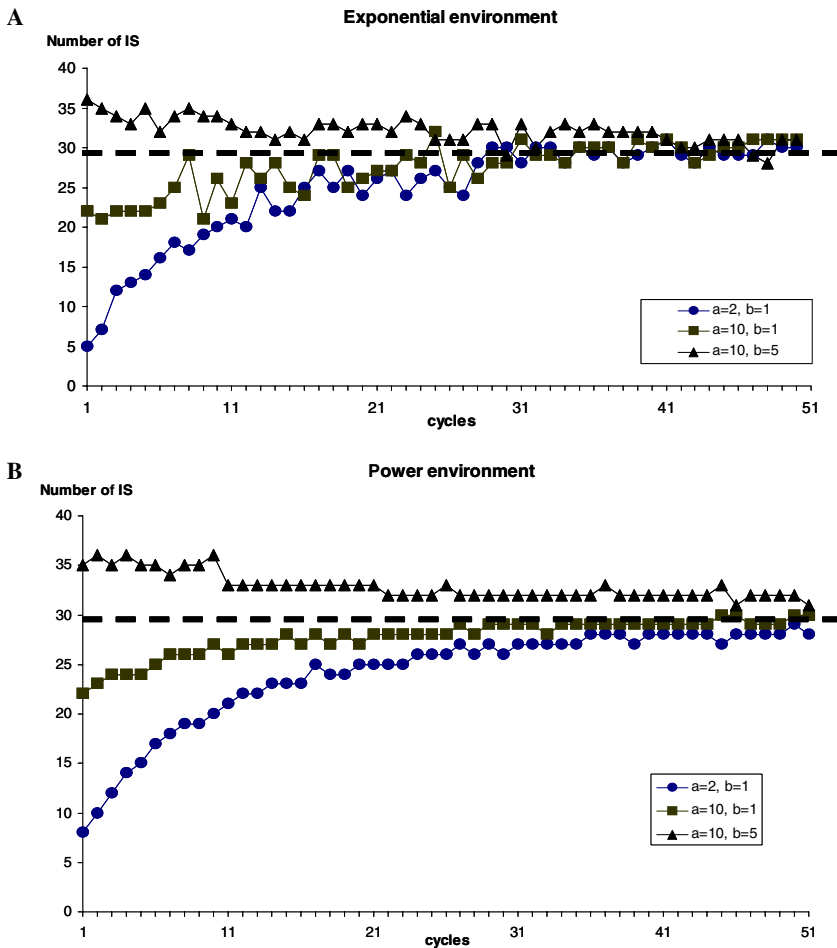 A
Exponential environment
Number of IS
40
35
30
25
20
15
10
5
0
1 11 21 31 41 51
cycles
a=2, b=1
a=10, b=1
a=10, b=5
B
Power environment
Number of IS
40
35
30
25
20
15
10
5
0
1 11 21 31 41 51
cycles
a=2, b=1
a=10, b=1
a=10, b=5